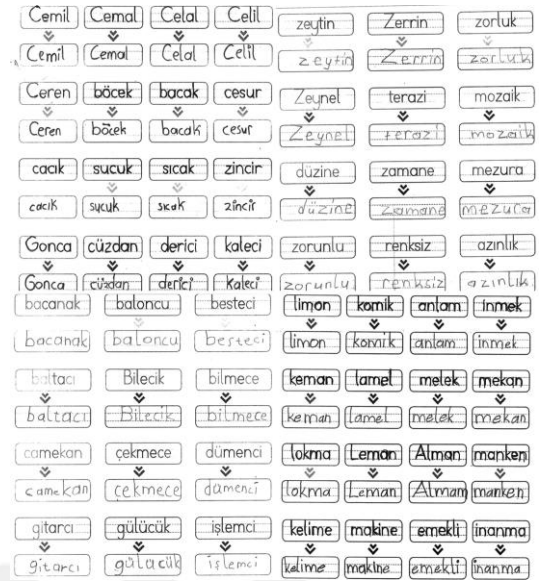 Cemil Cemal Celal Celil
Cemil Cemal Celal Celil
Ceren böcek bacak cesur
Ceren böcek bacak cesur
cacık sucuk sıcak zincir
cacık sucuk sıcak zincir
Gonca cüzdan derici kaleci
Gonca cüzdan derici kaleci
zeytin Zerrin zorluk
zeytin Zerrin zorluk
Zeynel terazi mozaik
Zeynel terazi mozaik
düzine zamane mezura
düzine zamane mezura
zorunlu renksiz azınlık
zorunlu renksiz azınlık
bacanak baloncu besteci
bacanak baloncu besteci
baltacı Bilecik bilmece
baltacı Bilecik bilmece
camekan çekmece dümenci
camekan çekmece dümenci
gitarcı gülücük işlemci
gitarcı gülücük işlemci
limon komik anlam inmek
limon komik anlam inmek
keman lamel melek mekan
keman lamel melek mekan
lokma Leman Alman manken
lokma Leman Alman manken
kelime makine emekli inanma
kelime makine emekli inanma